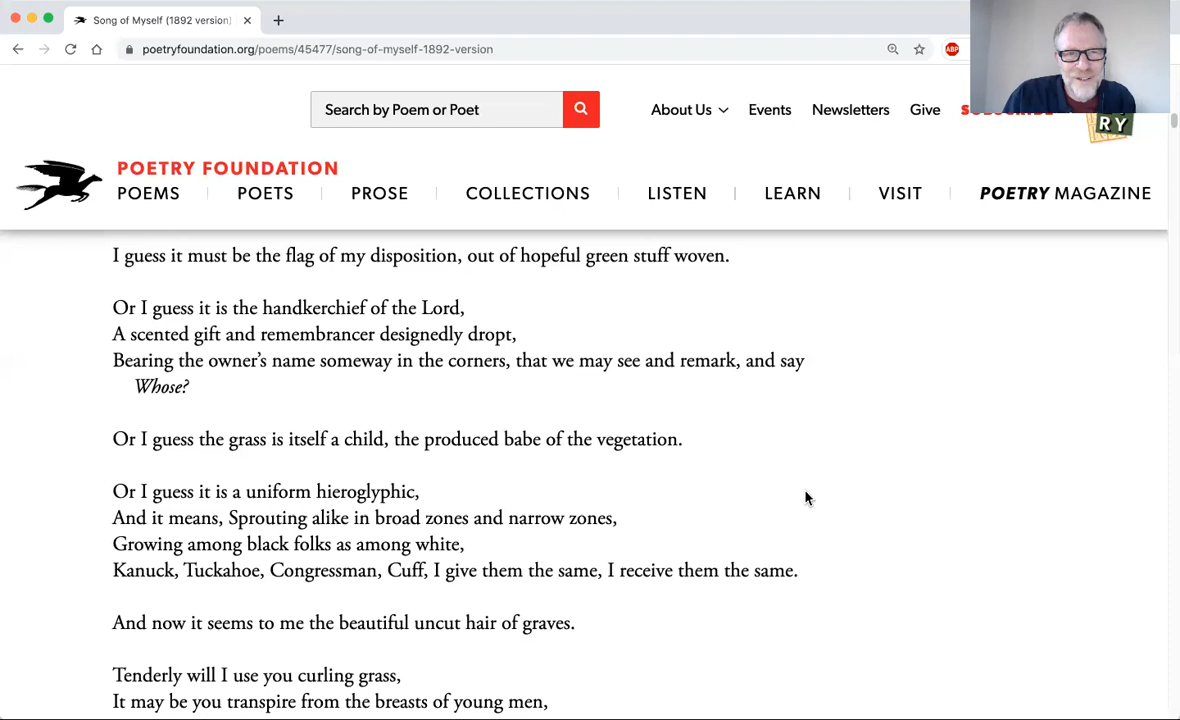 Song of Myself (1892 version)
poetryfoundation.org/poems/45477/song-of-myself-1892-version
ABP
Search by Poem or Poet
About Us
Events
Newsletters
Give
RY
POETRY FOUNDATION
POEMS
POETS
PROSE
COLLECTIONS
LISTEN
LEARN
VISIT
POETRY MAGAZINE
I guess it must be the flag of my disposition, out of hopeful green stuff woven.
Or I guess it is the handkerchief of the Lord,
A scented gift and remembrancer designedly dropt,
Bearing the owner’s name someway in the corners, that we may see and remark, and say
Whose?
Or I guess the grass is itself a child, the produced babe of the vegetation.
Or I guess it is a uniform hieroglyphic,
And it means, Sprouting alike in broad zones and narrow zones,
Growing among black folks as among white,
Kanuck, Tuckahoe, Congressman, Cuff, I give them the same, I receive them the same.
And now it seems to me the beautiful uncut hair of graves.
Tenderly will I use you curling grass,
It may be you transpire from the breasts of young men,